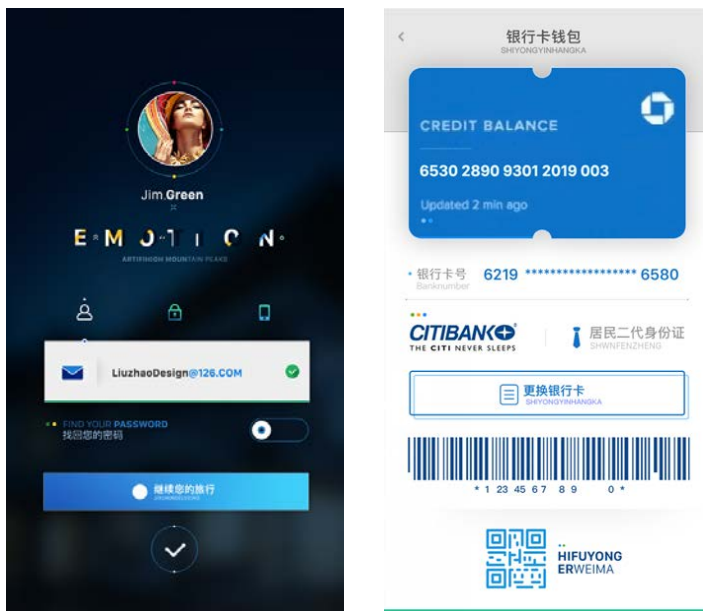 Jim.Green
EMOTION
ARTIFIHIGH MOUNTAIN PEAKS
LiuzhaoDesign@126.COM
FIND YOUR PASSWORD
找回您的密码
继续您的旅行
银行卡钱包
SHIYONGYINHANGKA
CREDIT BALANCE
6530 2890 9301 2019 003
Updated 2 min ago
银行卡号 6219 ****************** 6580
Banknumber
CITIBANK
THE CITI NEVER SLEEPS
居民二代身份证
SHWNFENZHENG
更换银行卡
SHIYONGYINHANGKA
* 1 23 45 67 8 9 0 *
HIFUYONG
ERWEIMA